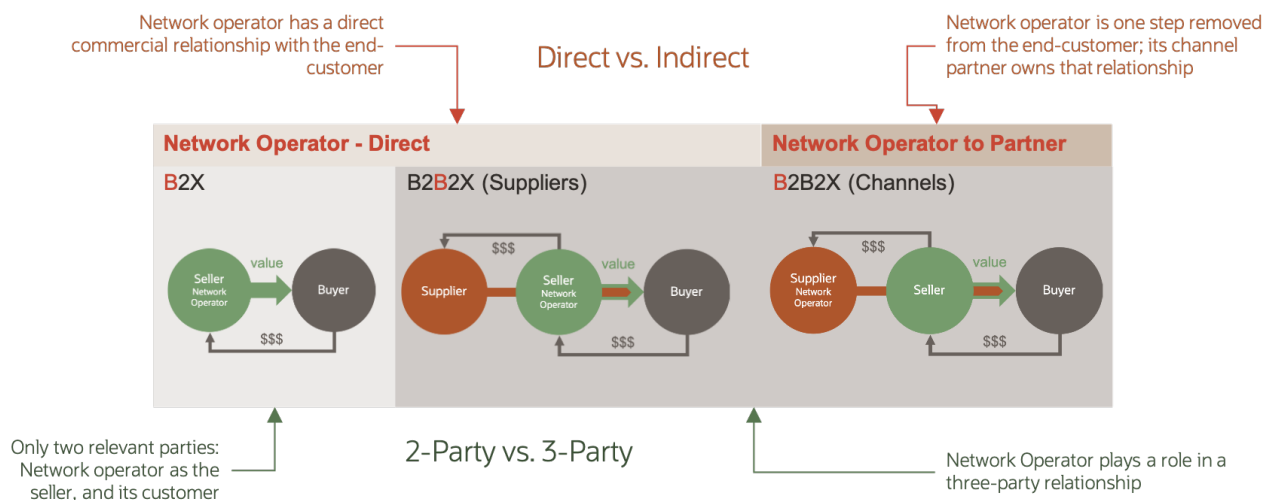 Network operator has a direct
commercial relationship with the end-
customer
Direct vs. Indirect
Network operator is one step removed
from the end-customer; its channel
partner owns that relationship
Network Operator - Direct
Network Operator to Partner
B2X
B2B2X (Suppliers)
B2B2X (Channels)
Seller
Network
Operator
value
Buyer
$$$
$$$
Supplier
Seller
Network
Operator
value
Buyer
$$$
$$$
Supplier
Network
Operator
Seller
value
Buyer
$$$
Only two relevant parties:
Network operator as the
seller, and its customer
2-Party vs. 3-Party
Network Operator plays a role in a
three-party relationship